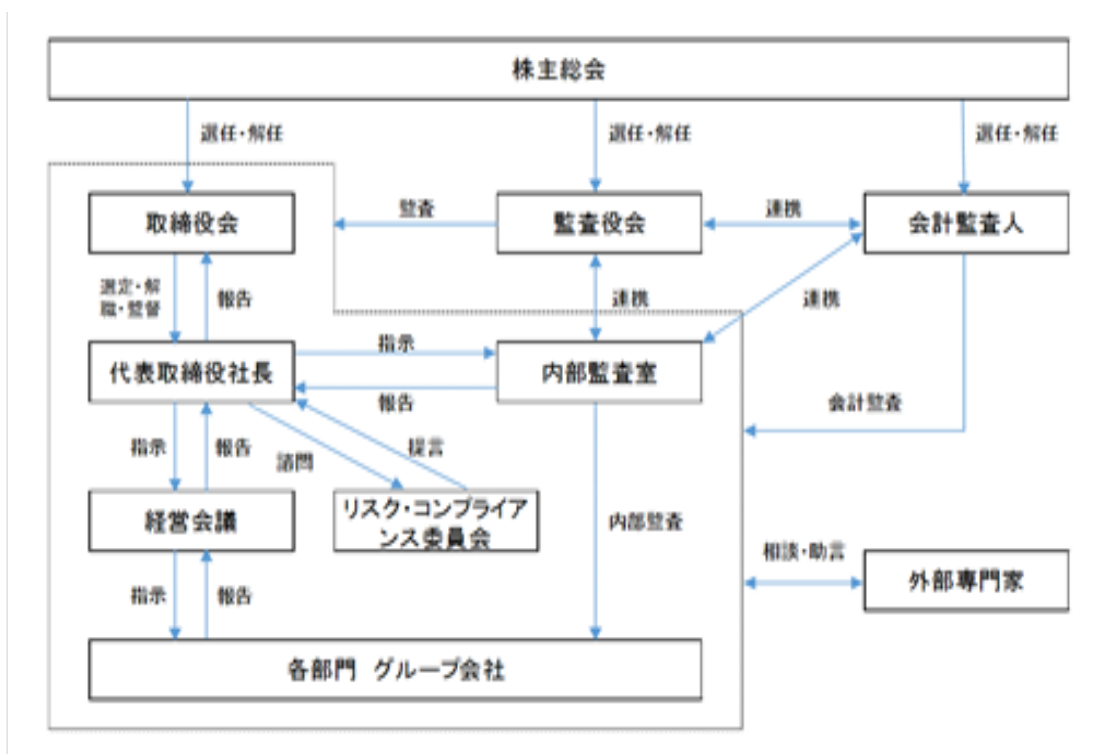 株主総会
選任・解任
選任・解任
選任・解任
取締役会
監査
監査役会
連携
会計監査人
選定・解
職・監督
報告
連携
連携
代表取締役社長
指示
報告
内部監査室
会計監査
指示
報告
諮問
提言
経営会議
リスク・コンプライア
ンス委員会
内部監査
相談・助言
外部専門家
指示
報告
各部門 グループ会社